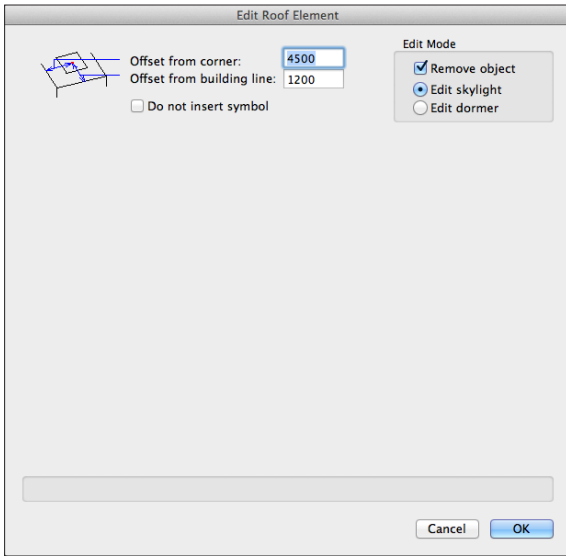 Edit Roof Element
Offset from corner: 4500
Offset from building line: 1200
Do not insert symbol
Edit Mode
Remove object
Edit skylight
Edit dormer
Cancel OK